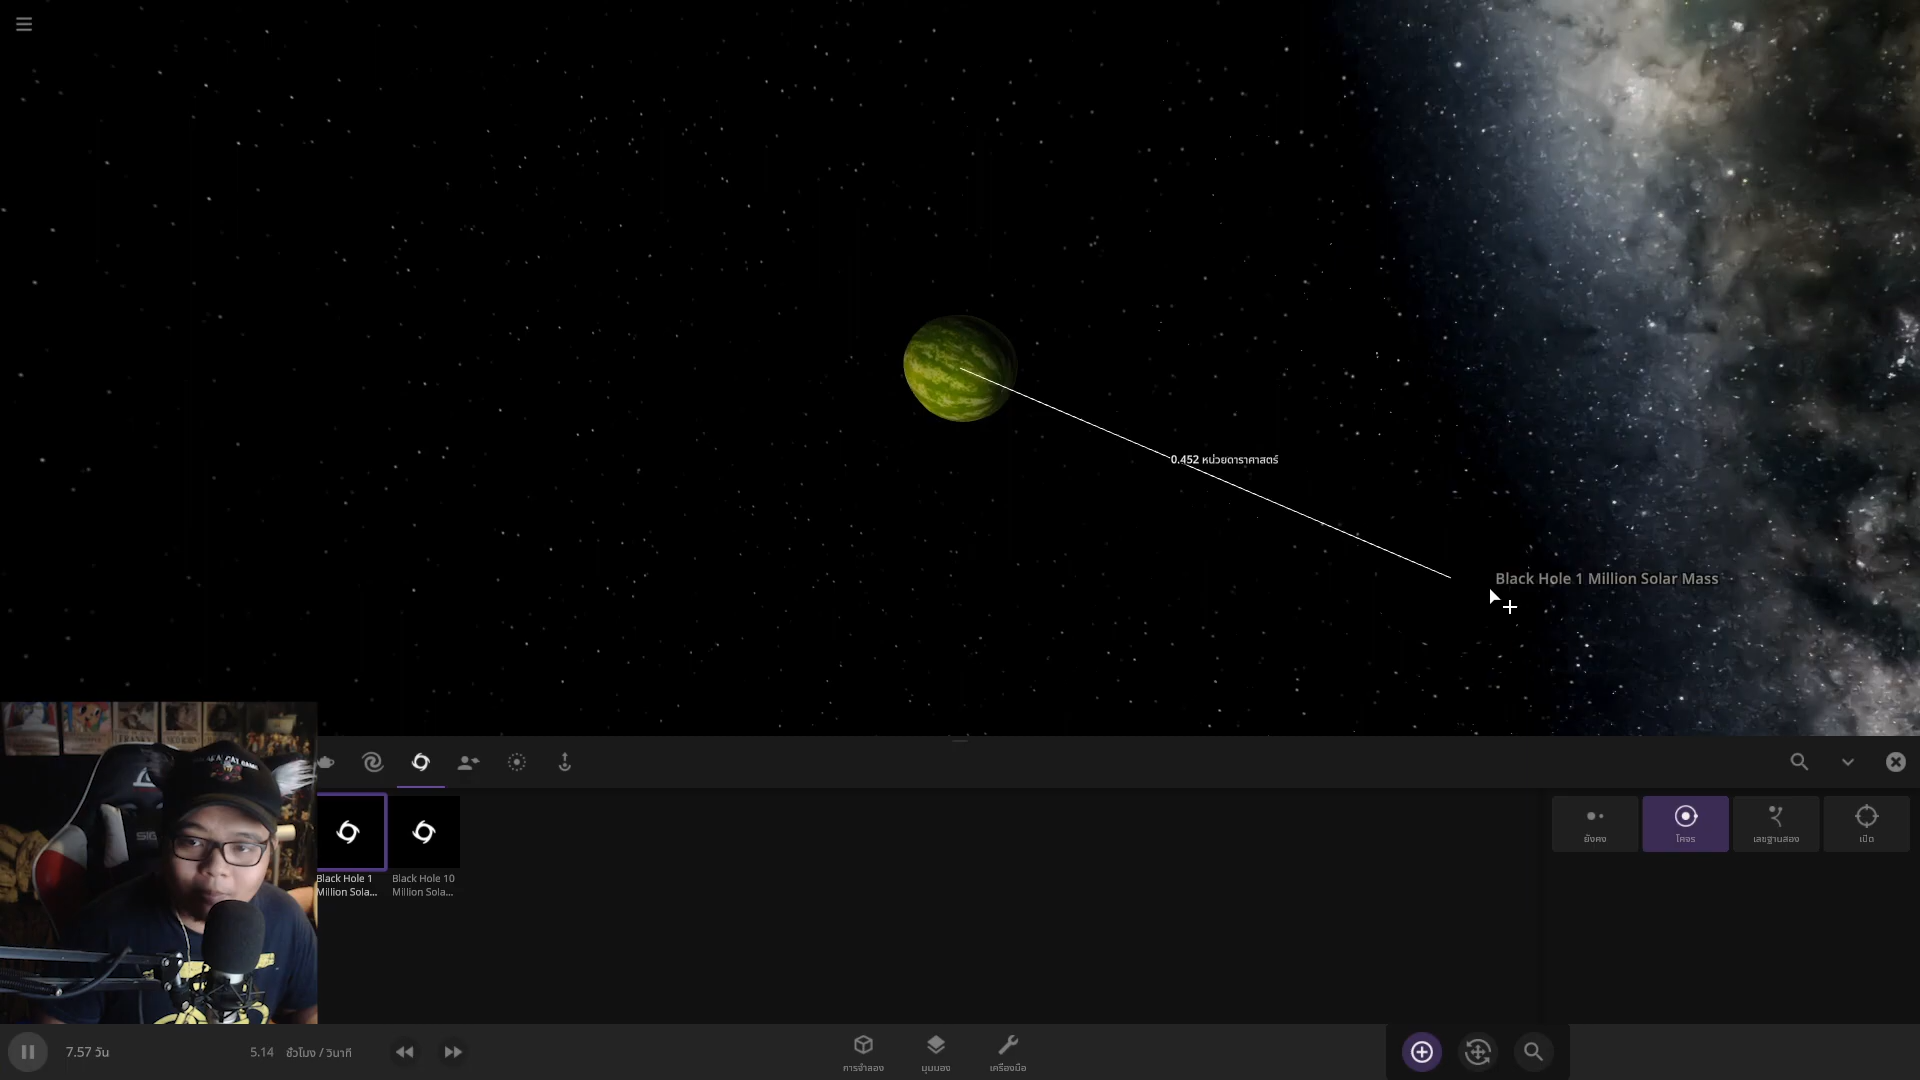 0.452 หน่วยดาราศาสตร์
Black Hole 1 Million Solar Mass
Black Hole 1
Million Sola...
Black Hole 10
Million Sola...
ยิงคง
โคจร
เลขฐานสอง
เปิด
7.57 วัน
5.14 ชั่วโมง / วินาที
การจำลอง
มุมมอง
เครื่องมือ